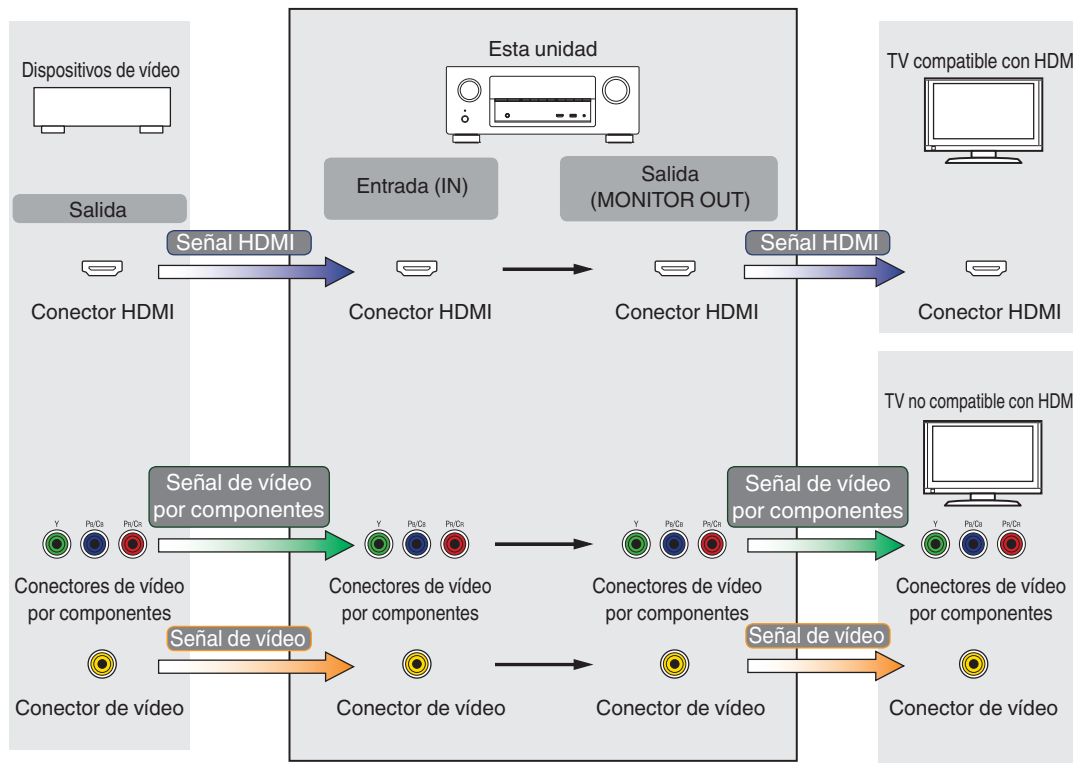 Dispositivos de vídeo
Esta unidad
TV compatible con HDM
Salida
Entrada (IN)
Salida
(MONITOR OUT)
Señal HDMI
Señal HDMI
Conector HDMI
Conector HDMI
Conector HDMI
Conector HDMI
TV no compatible con HDM
Señal de vídeo
por componentes
Señal de vídeo
por componentes
Y PB/CB PR/CR
Y PB/CB PR/CR
Y PB/CB PR/CR
Y PB/CB PR/CR
Conectores de vídeo
por componentes
Conectores de vídeo
por componentes
Conectores de vídeo
por componentes
Conectores de vídeo
por componentes
Señal de vídeo
Señal de vídeo
Conector de vídeo
Conector de vídeo
Conector de vídeo
Conector de vídeo